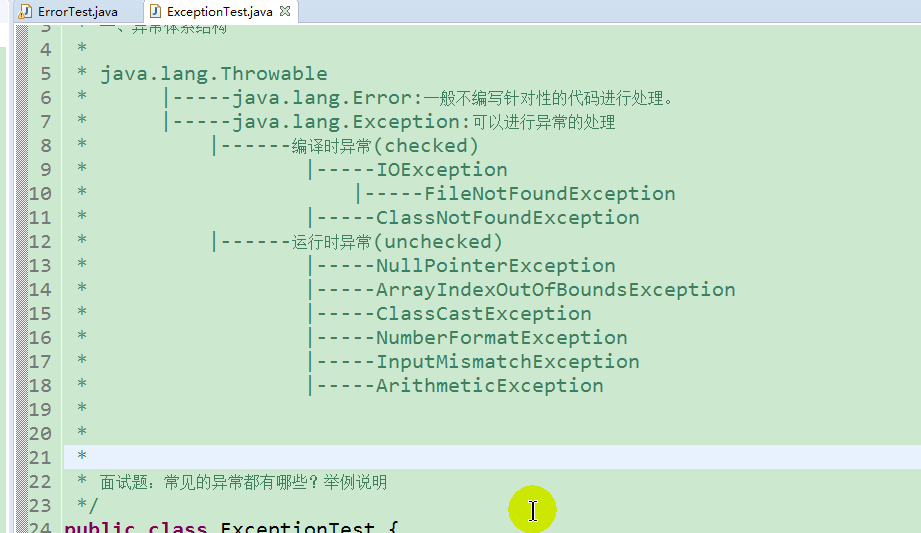 ErrorTest.java ExceptionTest.java
3 * 一、异常体系结构
4 *
5 * java.lang.Throwable
6 * |-----java.lang.Error:一般不编写针对性的代码进行处理。
7 * |-----java.lang.Exception:可以进行异常的处理
8 * |------编译时异常(checked)
9 * |-----IOException
10 * |-----FileNotFoundException
11 * |-----ClassNotFoundException
12 * |------运行时异常(unchecked)
13 * |-----NullPointerException
14 * |-----ArrayIndexOutOfBoundsException
15 * |-----ClassCastException
16 * |-----NumberFormatException
17 * |-----InputMismatchException
18 * |-----ArithmeticException
19 *
20 *
21 *
22 * 面试题：常见的异常都有哪些？举例说明
23 */
24 public class ExceptionTest {